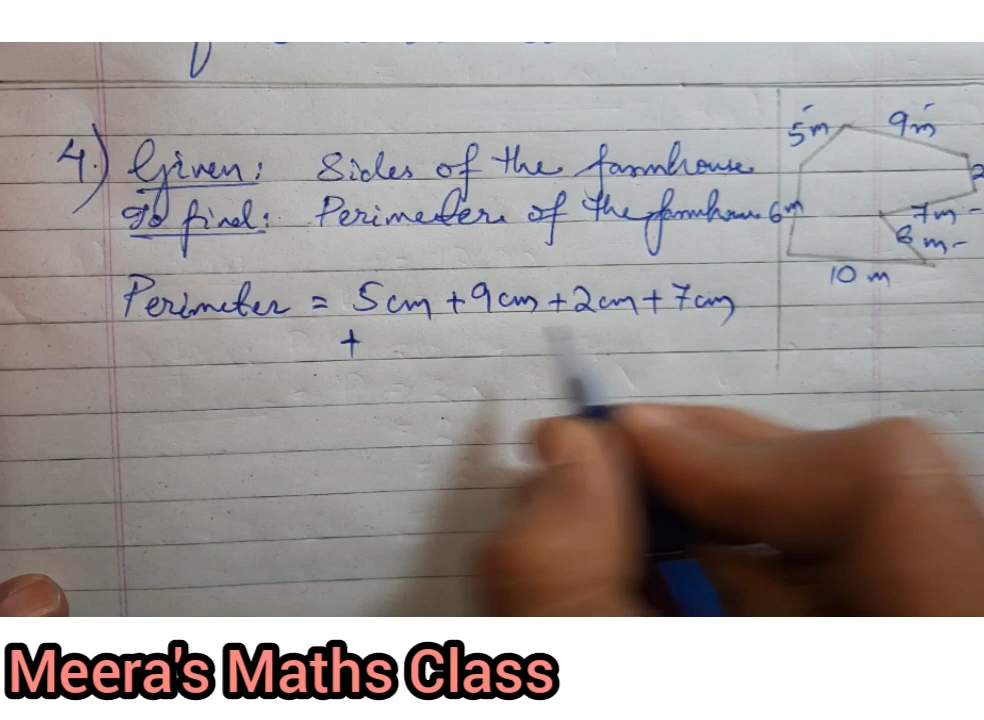 4.) Given: Sides of the farmhouse
To find: Perimeter of the farmhouse
Perimeter = 5cm + 9cm + 2cm + 7cm
+
5m
9m
2
6m
7m
8m
10 m
Meera's Maths Class